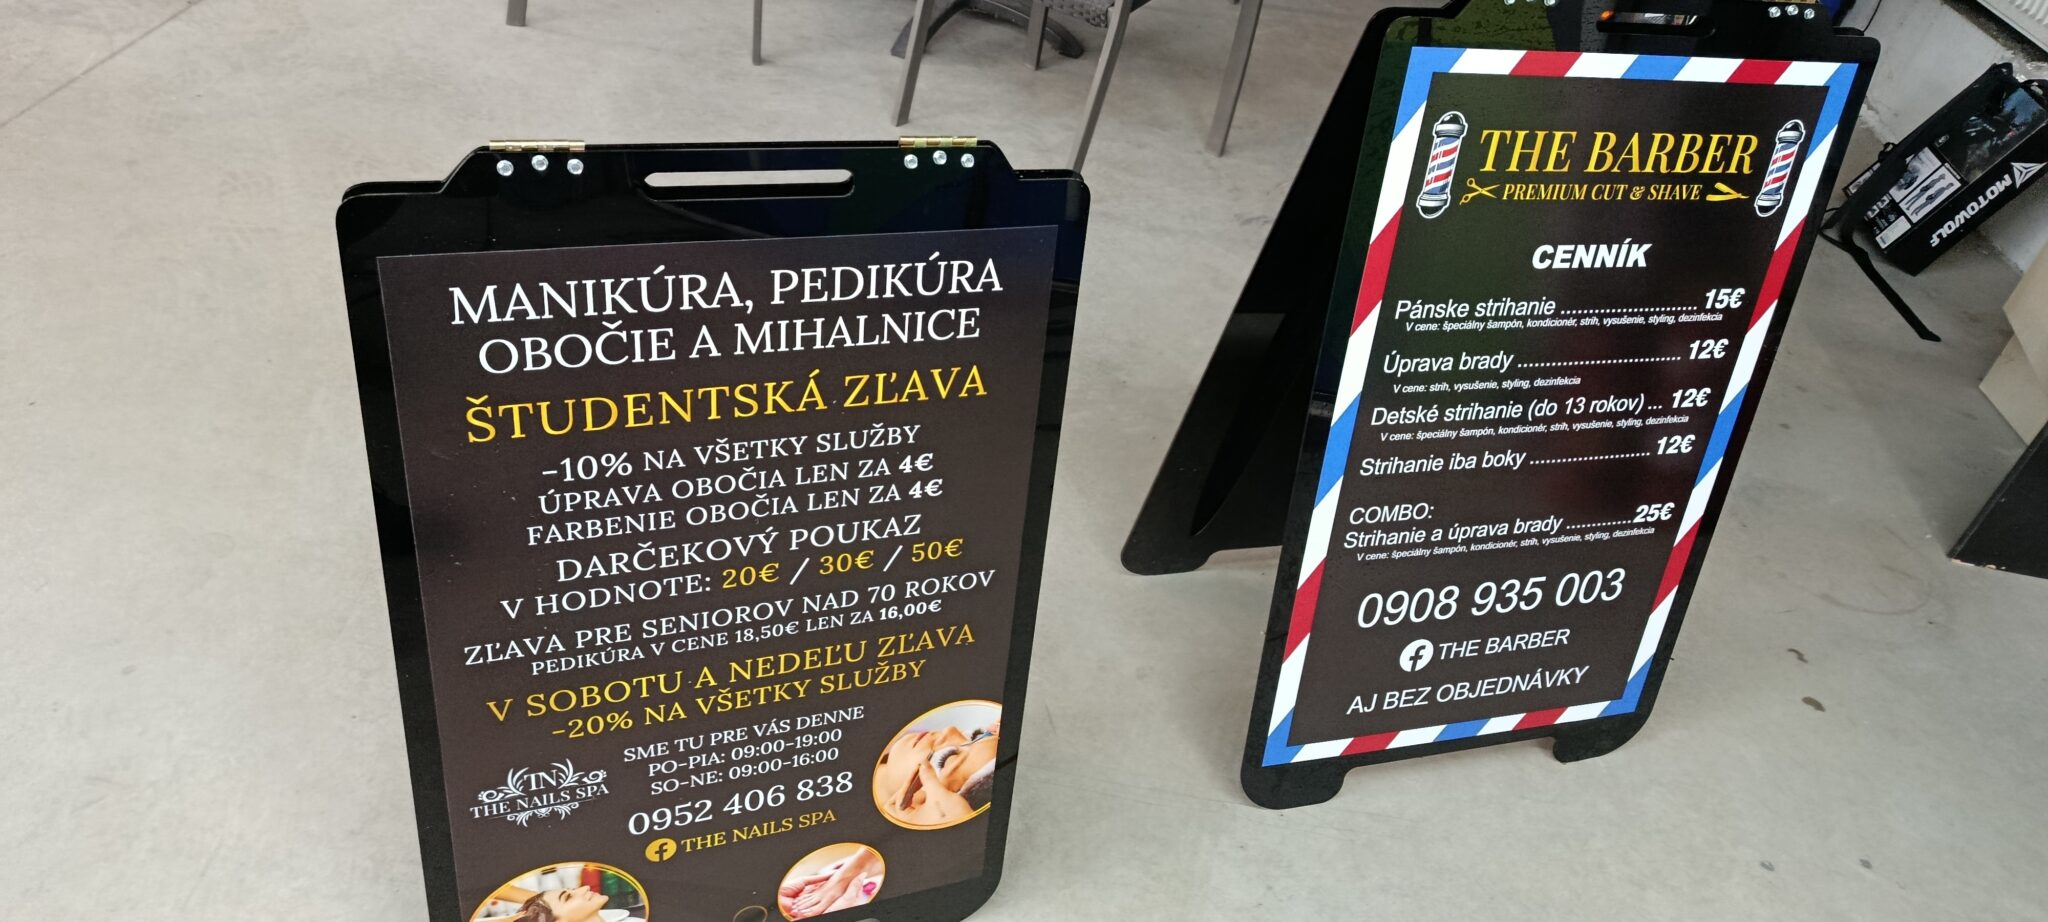 MANIKÚRA, PEDIKÚRA
OBOČIE A MIHALNICE
ŠTUDENTSKÁ ZĽAVA
-10% NA VŠETKY SLUŽBY
ÚPRAVA OBOČIA LEN ZA 4€
FARBENIE OBOČIA LEN ZA 4€
DARČEKOVÝ POUKAZ
V HODNOTE: 20€ / 30€ / 50€
ZĽAVA PRE SENIOROV NAD 70 ROKOV
PEDIKÚRA V CENE 18,50€ LEN ZA 16,00€
V SOBOTU A NEDEĽU ZĽAVA
-20% NA VŠETKY SLUŽBY
SME TU PRE VÁS DENNE
PO-PIA: 09:00-19:00
SO-NE: 09:00-16:00
TN
THE NAILS SPA
0952 406 838
THE NAILS SPA
THE BARBER
PREMIUM CUT & SHAVE
CENNÍK
Pánske strihanie ........................... 15€
V cene: špeciálny šampón, kondicionér, strih, vysušenie, styling, dezinfekcia
Úprava brady ................................ 12€
V cene: strih, vysušenie, styling, dezinfekcia
Detské strihanie (do 13 rokov) ... 12€
V cene: špeciálny šampón, kondicionér, strih, vysušenie, styling, dezinfekcia
Strihanie iba boky ....................... 12€
COMBO:
Strihanie a úprava brady .............25€
V cene: špeciálny šampón, kondicionér, strih, vysušenie, styling, dezinfekcia
0908 935 003
THE BARBER
AJ BEZ OBJEDNÁVKY
MOTOWOLF